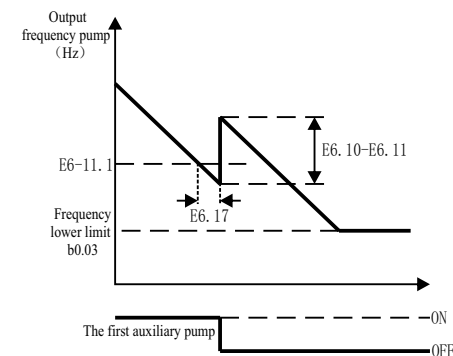 Output
frequency pump
（Hz）
E6-11.1
E6.10-E6.11
E6.17
Frequency
lower limit
b0.03
ON
The first auxiliary pump
OFF